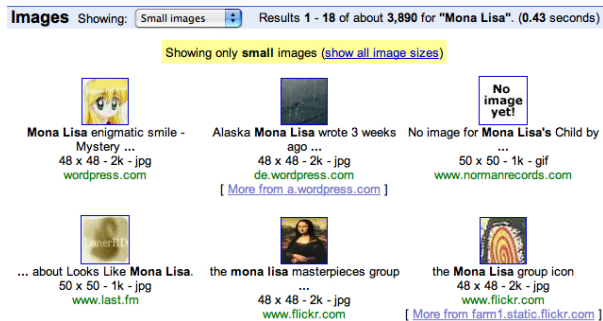 Images Showing: Small images Results 1 - 18 of about 3,890 for "Mona Lisa". (0.43 seconds)
Showing only small images (show all image sizes)
No image yet!
Mona Lisa enigmatic smile - Mystery ...
48 x 48 - 2k - jpg
wordpress.com
Alaska Mona Lisa wrote 3 weeks ago ...
48 x 48 - 2k - jpg
de.wordpress.com
[ More from a.wordpress.com ]
No image for Mona Lisa's Child by ...
50 x 50 - 1k - gif
www.normanrecords.com
... about Looks Like Mona Lisa.
50 x 50 - 1k - jpg
www.last.fm
the mona lisa masterpieces group ...
48 x 48 - 2k - jpg
www.flickr.com
the Mona Lisa group icon
48 x 48 - 2k - jpg
www.flickr.com
[ More from farm1.static.flickr.com ]